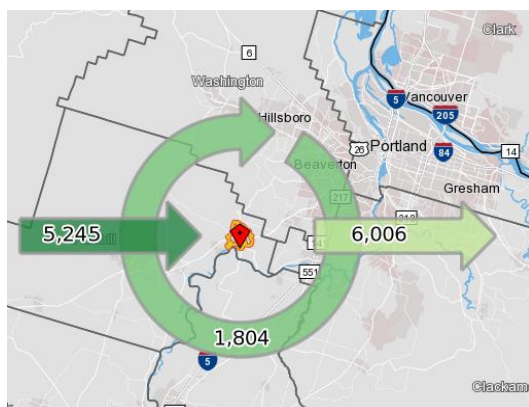 Clark
6
Washington
5
Vancouver
Hillsboro
205
26
Portland
84
14
Beaverton
Gresham
217
5,245
6,006
551
1,804
5
Clackam